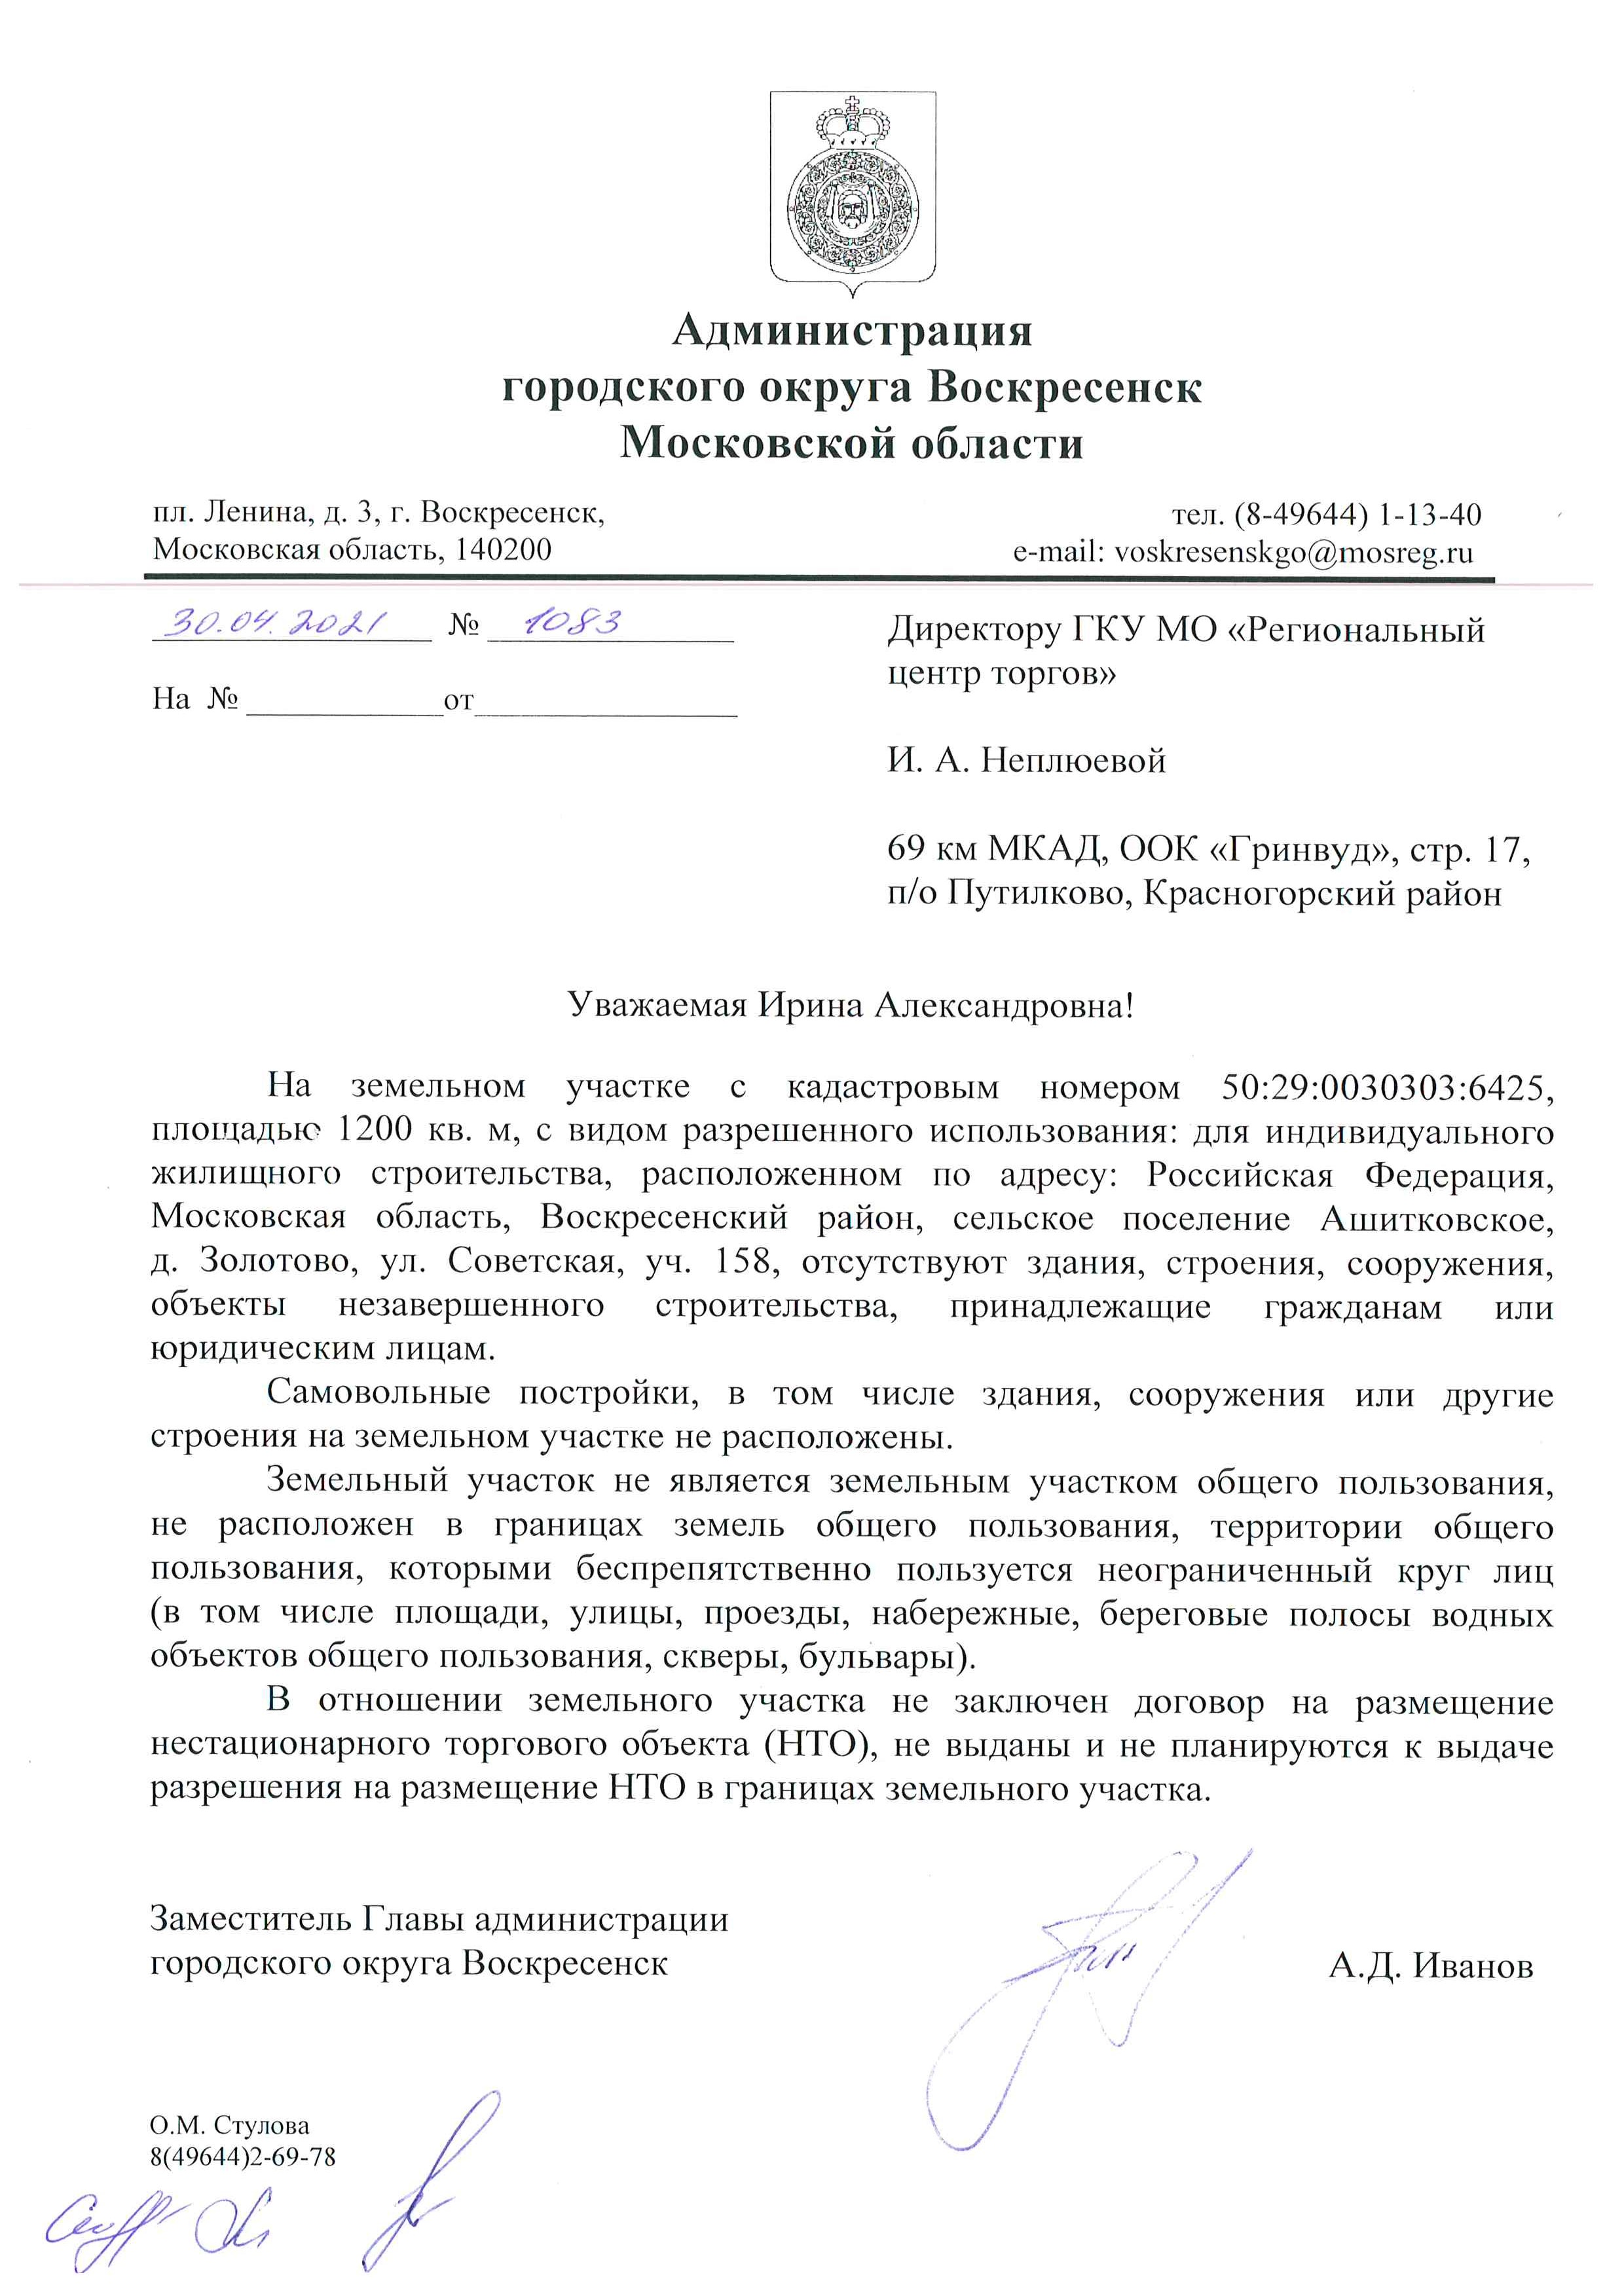 Администрация
городского округа Воскресенск
Московской области
пл. Ленина, д. 3, г. Воскресенск,
Московская область, 140200
тел. (8-49644) 1-13-40
e-mail: voskresenskgo@mosreg.ru
30.04.2021 № 1083
На № ____________от________________
Директору ГКУ МО «Региональный
центр торгов»
И. А. Неплюевой
69 км МКАД, ООК «Гринвуд», стр. 17,
п/о Путилково, Красногорский район
Уважаемая Ирина Александровна!
На земельном участке с кадастровым номером 50:29:0030303:6425,
площадью 1200 кв. м, с видом разрешенного использования: для индивидуального
жилищного строительства, расположенном по адресу: Российская Федерация,
Московская область, Воскресенский район, сельское поселение Ашитковское,
д. Золотово, ул. Советская, уч. 158, отсутствуют здания, строения, сооружения,
объекты незавершенного строительства, принадлежащие гражданам или
юридическим лицам.
Самовольные постройки, в том числе здания, сооружения или другие
строения на земельном участке не расположены.
Земельный участок не является земельным участком общего пользования,
не расположен в границах земель общего пользования, территории общего
пользования, которыми беспрепятственно пользуется неограниченный круг лиц
(в том числе площади, улицы, проезды, набережные, береговые полосы водных
объектов общего пользования, скверы, бульвары).
В отношении земельного участка не заключен договор на размещение
нестационарного торгового объекта (НТО), не выданы и не планируются к выдаче
разрешения на размещение НТО в границах земельного участка.
Заместитель Главы администрации
городского округа Воскресенск
А.Д. Иванов
О.М. Стулова
8(49644)2-69-78